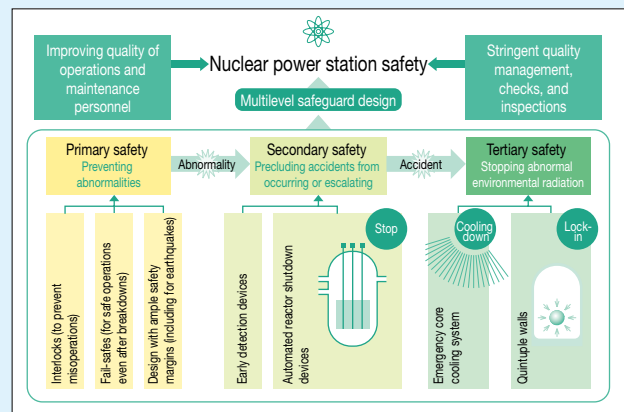 Improving quality of
operations and
maintenance
personnel
Nuclear power station safety
Stringent quality
management,
checks, and
inspections
Multilevel safeguard design
Primary safety
Preventing
abnormalities
Abnormality
Secondary safety
Precluding accidents from
occurring or escalating
Accident
Tertiary safety
Stopping abnormal
environmental radiation
Interlocks (to prevent
misoperations)
Fail-safes (for safe operations
even after breakdowns)
Design with ample safety
margins (including for earthquakes)
Early detection devices
Automated reactor shutdown
devices
Stop
Emergency core
cooling system
Cooling
down
Quintuple walls
Lock-
in